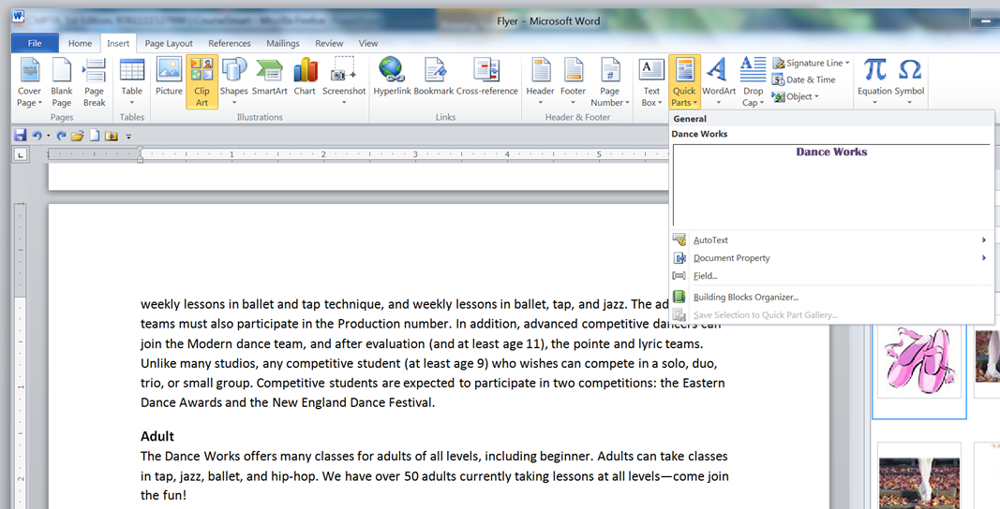 Flyer - Microsoft Word
File Home Insert Page Layout References Mailings Review View
Cover Page Blank Page Page Break Table Picture Clip Art Shapes SmartArt Chart Screenshot Hyperlink Bookmark Cross-reference Header Footer Page Number Text Box Quick Parts WordArt Drop Cap Signature Line Date & Time Object Equation Symbol
Pages Tables Illustrations Links Header & Footer
General
Dance Works
Dance Works
AutoText
Document Property
Field...
Building Blocks Organizer...
Save Selection to Quick Part Gallery...
L 1 1 2 3 4 5
weekly lessons in ballet and tap technique, and weekly lessons in ballet, tap, and jazz. The
teams must also participate in the Production number. In addition, advanced competitive dancers can
join the Modern dance team, and after evaluation (and at least age 11), the pointe and lyric teams.
Unlike many studios, any competitive student (at least age 9) who wishes can compete in a solo, duo,
trio, or small group. Competitive students are expected to participate in two competitions: the Eastern
Dance Awards and the New England Dance Festival.
Adult
The Dance Works offers many classes for adults of all levels, including beginner. Adults can take classes
in tap, jazz, ballet, and hip-hop. We have over 50 adults currently taking lessons at all levels—come join
the fun!